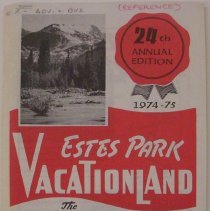 (REFERENCE)
24th
ANNUAL
EDITION
1974-75
ESTES PARK
VACATIONLAND
The